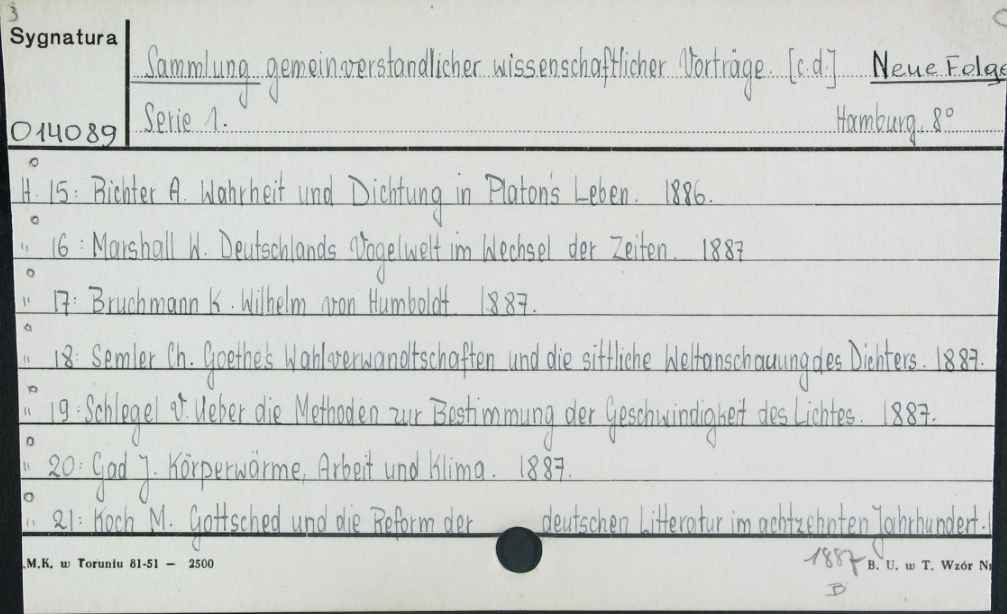 3
Sygnatura
Sammlung gemeinverstandlicher wissenschaftlicher Vorträge. [c.d.] Neue Folge
014089 Serie 1. Hamburg. 8°
H. 15: Richter A. Wahrheit und Dichtung in Platon's Leben. 1886.
" 16: Marshall W. Deutschlands Vogelwelt im Wechsel der Zeiten. 1887
" 17: Bruchmann K. Wilhelm von Humboldt. 1887.
" 18: Semler Ch. Goethe's Wahlverwandtschaften und die sittliche Weltanschauung des Dichters. 1887.
" 19: Schlegel V. Ueber die Methoden zur Bestimmung der Geschwindigkeit des Lichtes. 1887.
" 20: Gad J. Körperwärme, Arbeit und Klima. 1887.
" 21: Koch M. Gottsched und die Reform der deutschen Litteratur im achtzehnten Jahrhundert.
1887
M.K. w Toruniu 81-51 — 2500 B. U. w T. Wzór
B